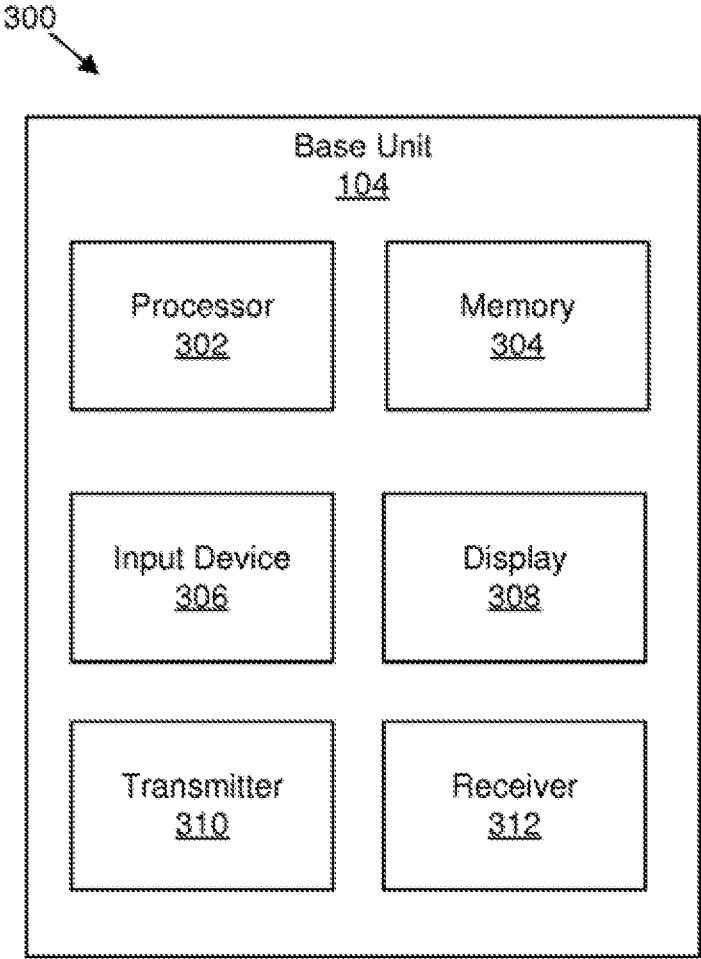 300
Base Unit
104
Processor
302
Memory
304
Input Device
306
Display
308
Transmitter
310
Receiver
312